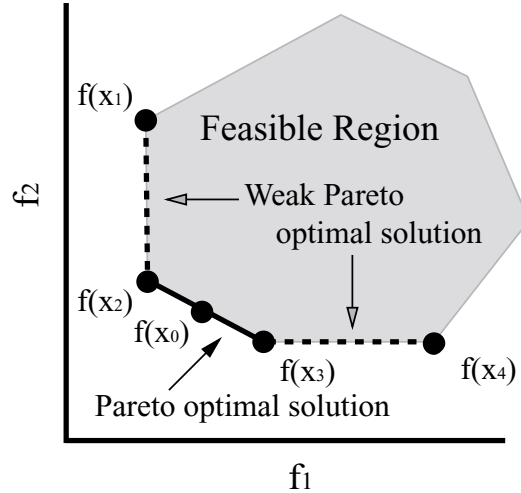 f(x1)
Feasible Region
f2
Weak Pareto
optimal solution
f(x2)
f(x0)
f(x3)
f(x4)
Pareto optimal solution
f1